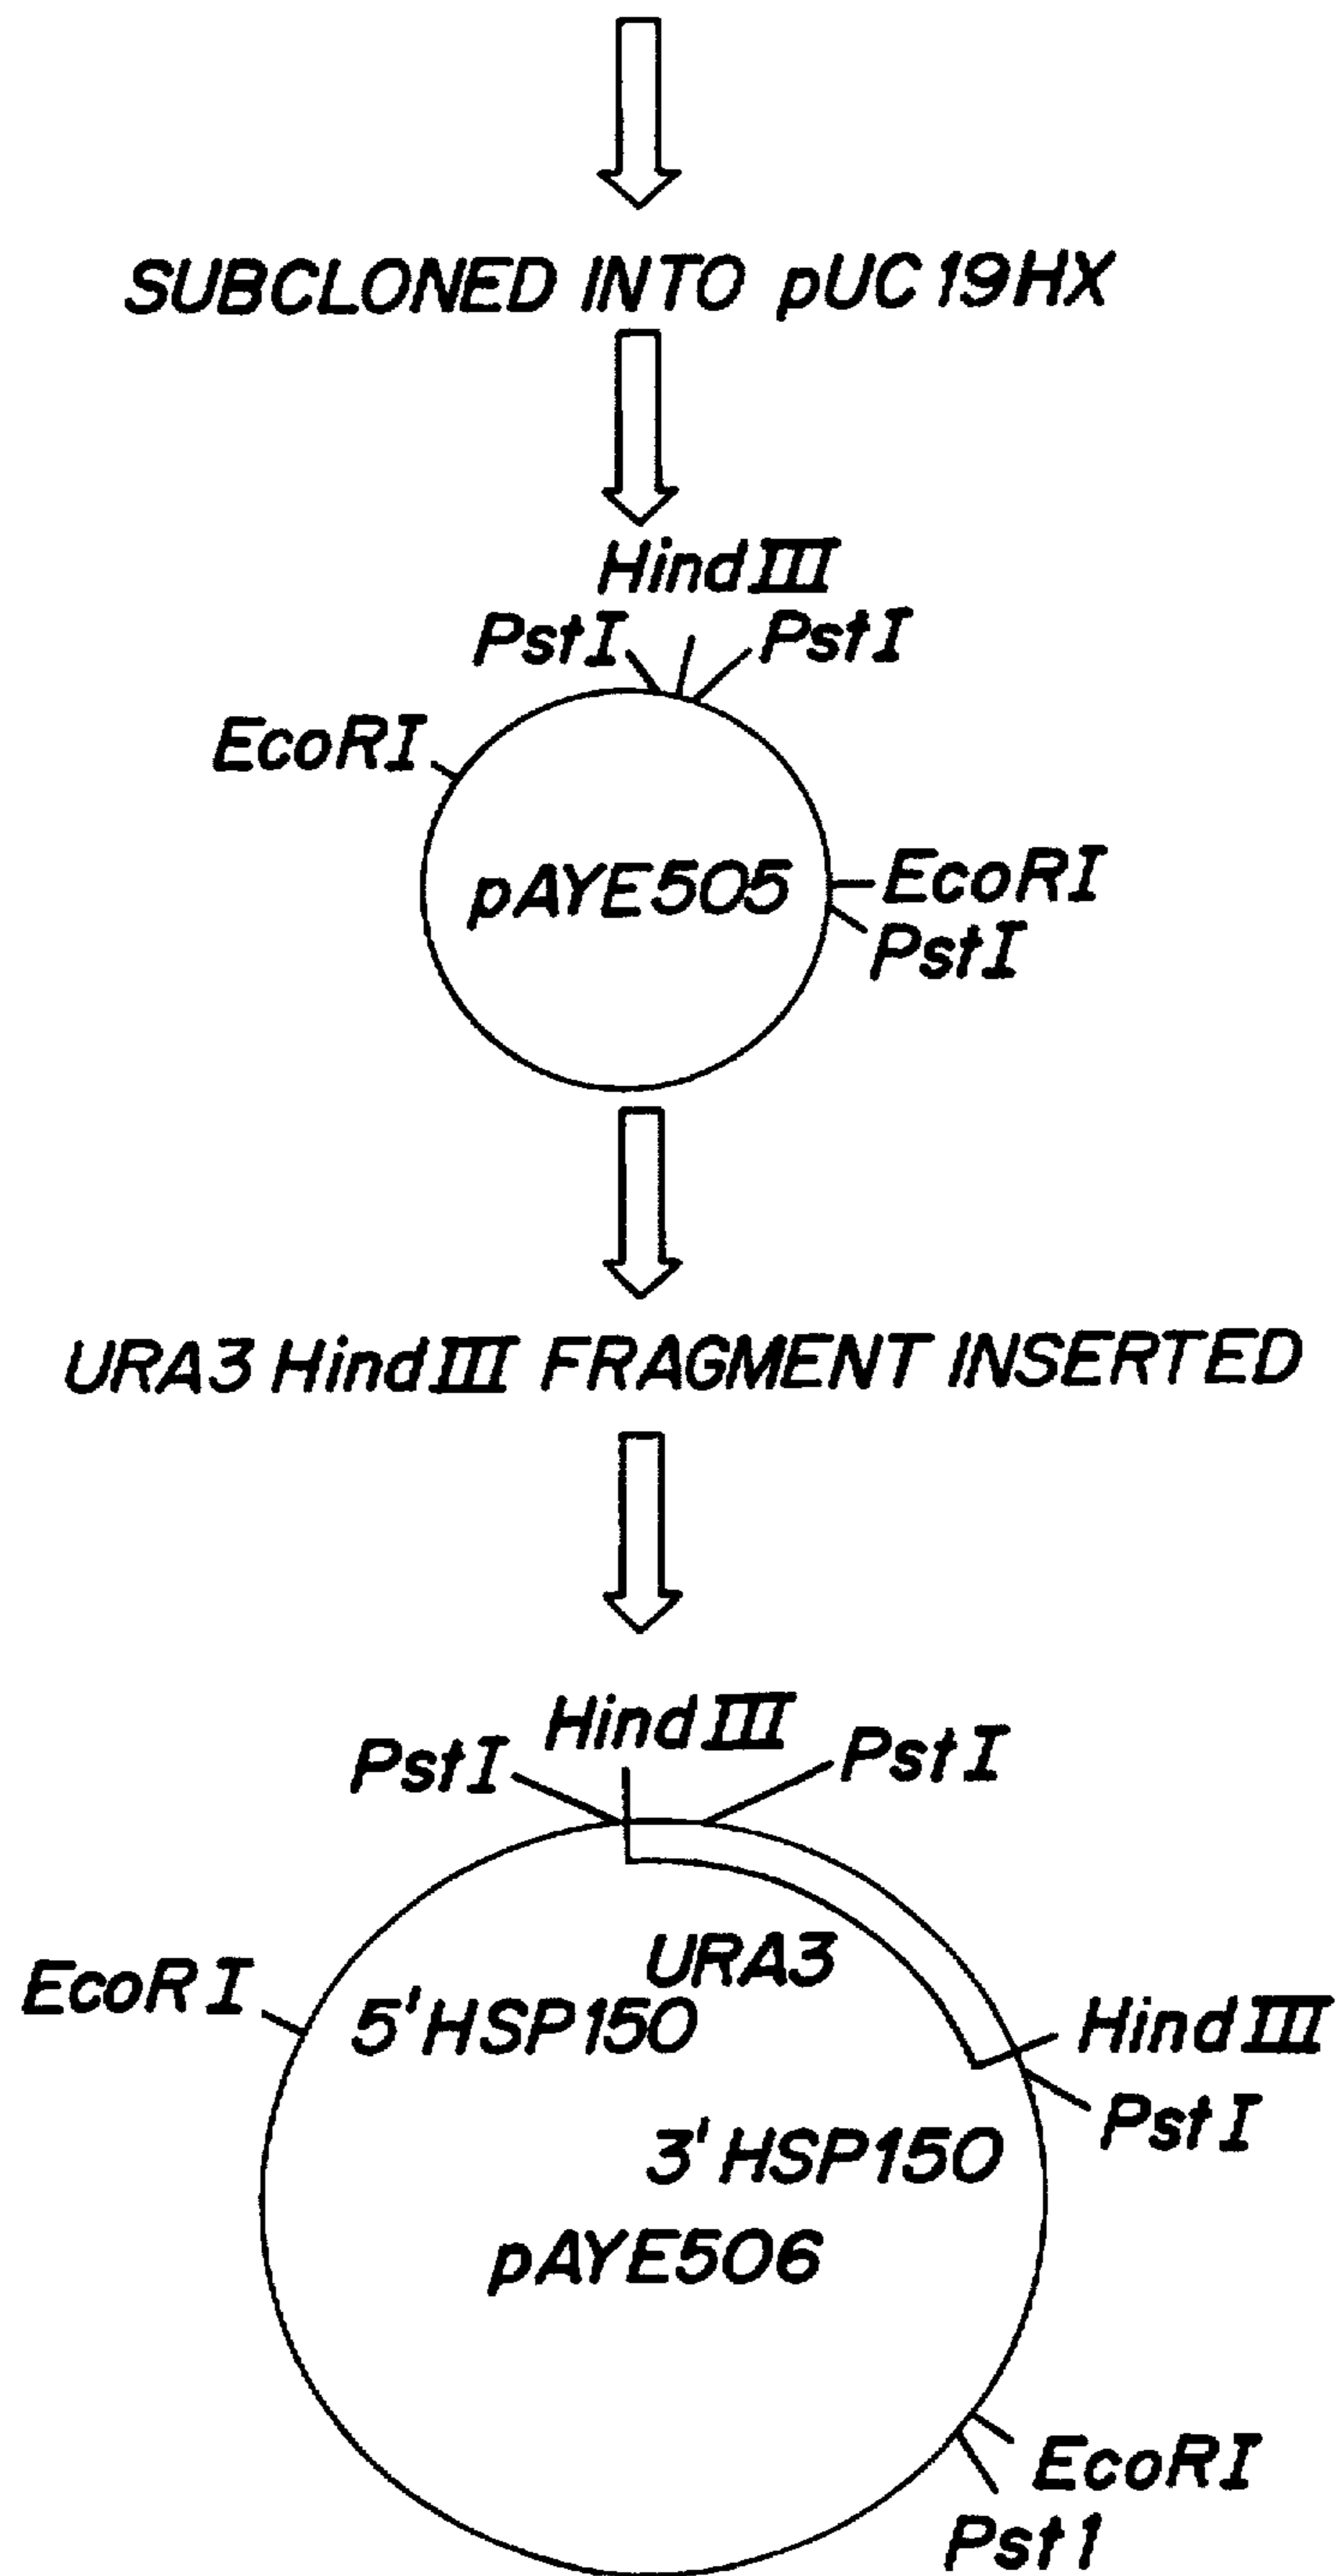 SUBCLONED INTO pUC19HX
HindIII
PstI PstI
EcoRI
pAYE505
EcoRI
PstI
URA3 HindIII FRAGMENT INSERTED
HindIII
PstI PstI
URA3
EcoRI
5'HSP150
HindIII
PstI
3'HSP150
pAYE506
EcoRI
Pst1